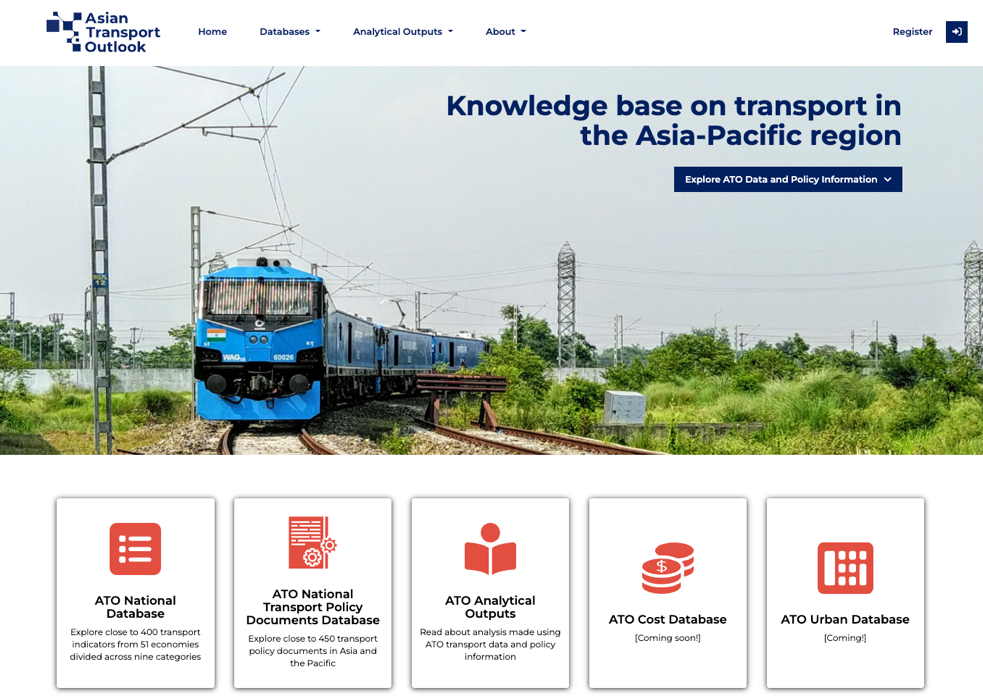 Asian
Transport
Outlook
Home
Databases
Analytical Outputs
About
Register
Knowledge base on transport in
the Asia-Pacific region
Explore ATO Data and Policy Information
12
WAG
60026
$
ATO National
Database
Explore close to 400 transport
indicators from 51 economies
divided across nine categories
ATO National
Transport Policy
Documents Database
Explore close to 450 transport
policy documents in Asia and
the Pacific
ATO Analytical
Outputs
Read about analysis made using
ATO transport data and policy
information
ATO Cost Database
[Coming soon!]
ATO Urban Database
[Coming!]